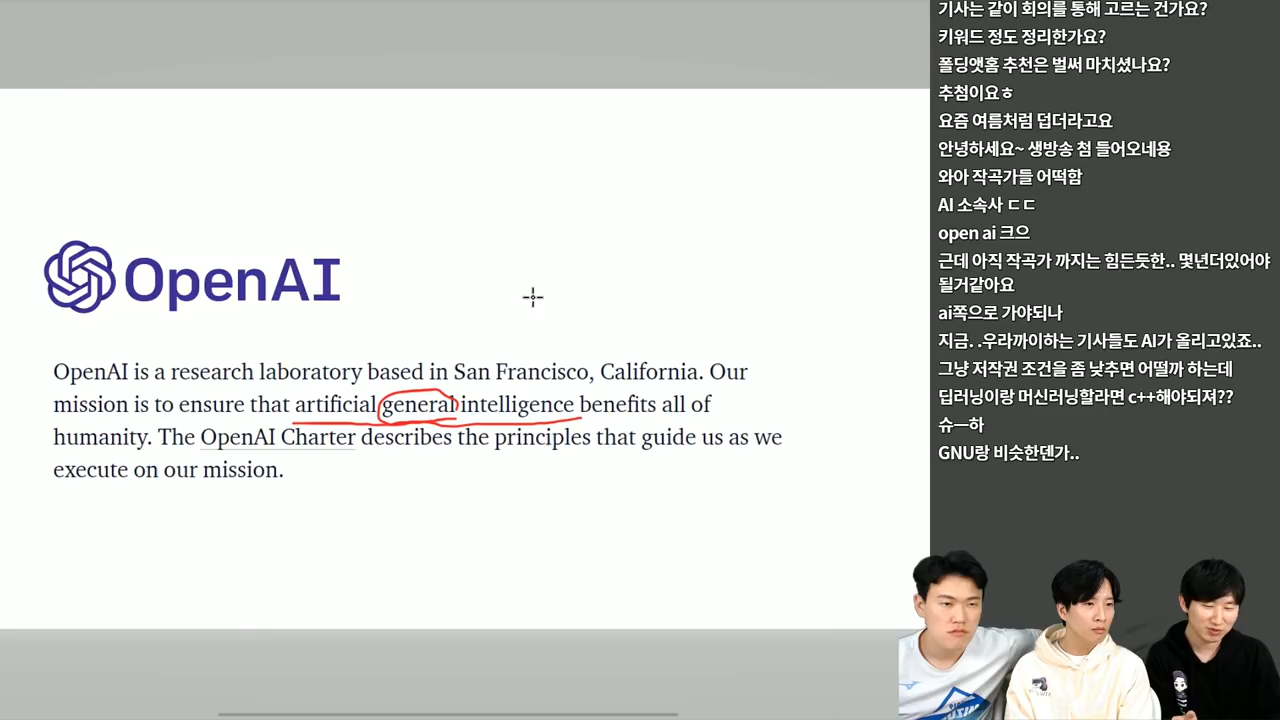 OpenAI
OpenAI is a research laboratory based in San Francisco, California. Our
mission is to ensure that artificial general intelligence benefits all of
humanity. The OpenAI Charter describes the principles that guide us as we
execute on our mission.
기사는 같이 회의를 통해 고르는 건가요?
키워드 정도 정리한가요?
폴딩앳홈 추천은 벌써 마치셨나요?
추첨이요ㅎ
요즘 여름처럼 덥더라고요
안녕하세요~ 생방송 첨 들어오네용
와아 작곡가들 어떡함
AI 소속사 ㄷㄷ
open ai 크으
근데 아직 작곡가 까지는 힘든듯한.. 몇년더있어야
될거같아요
ai쪽으로 가야되나
지금. .우라까이하는 기사들도 AI가 올리고있죠..
그냥 저작권 조건을 좀 낮추면 어떨까 하는데
딥러닝이랑 머신러닝할라면 c++해야되져??
슈ㅡ하
GNU랑 비슷한덴가..